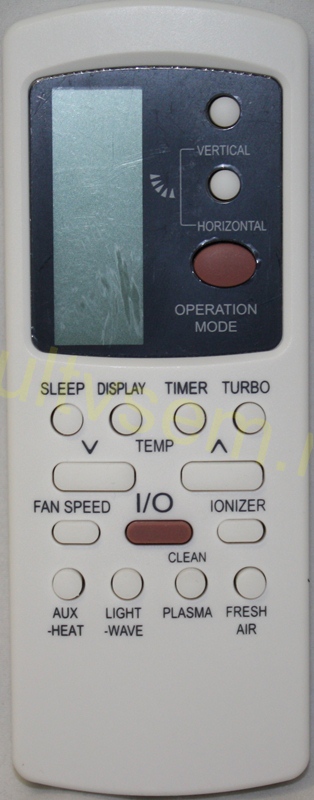 VERTICAL
HORIZONTAL
OPERATION
MODE
SLEEP DISPLAY TIMER TURBO
TEMP
FAN SPEED I/O IONIZER
CLEAN
AUX LIGHT PLASMA FRESH
-HEAT -WAVE AIR